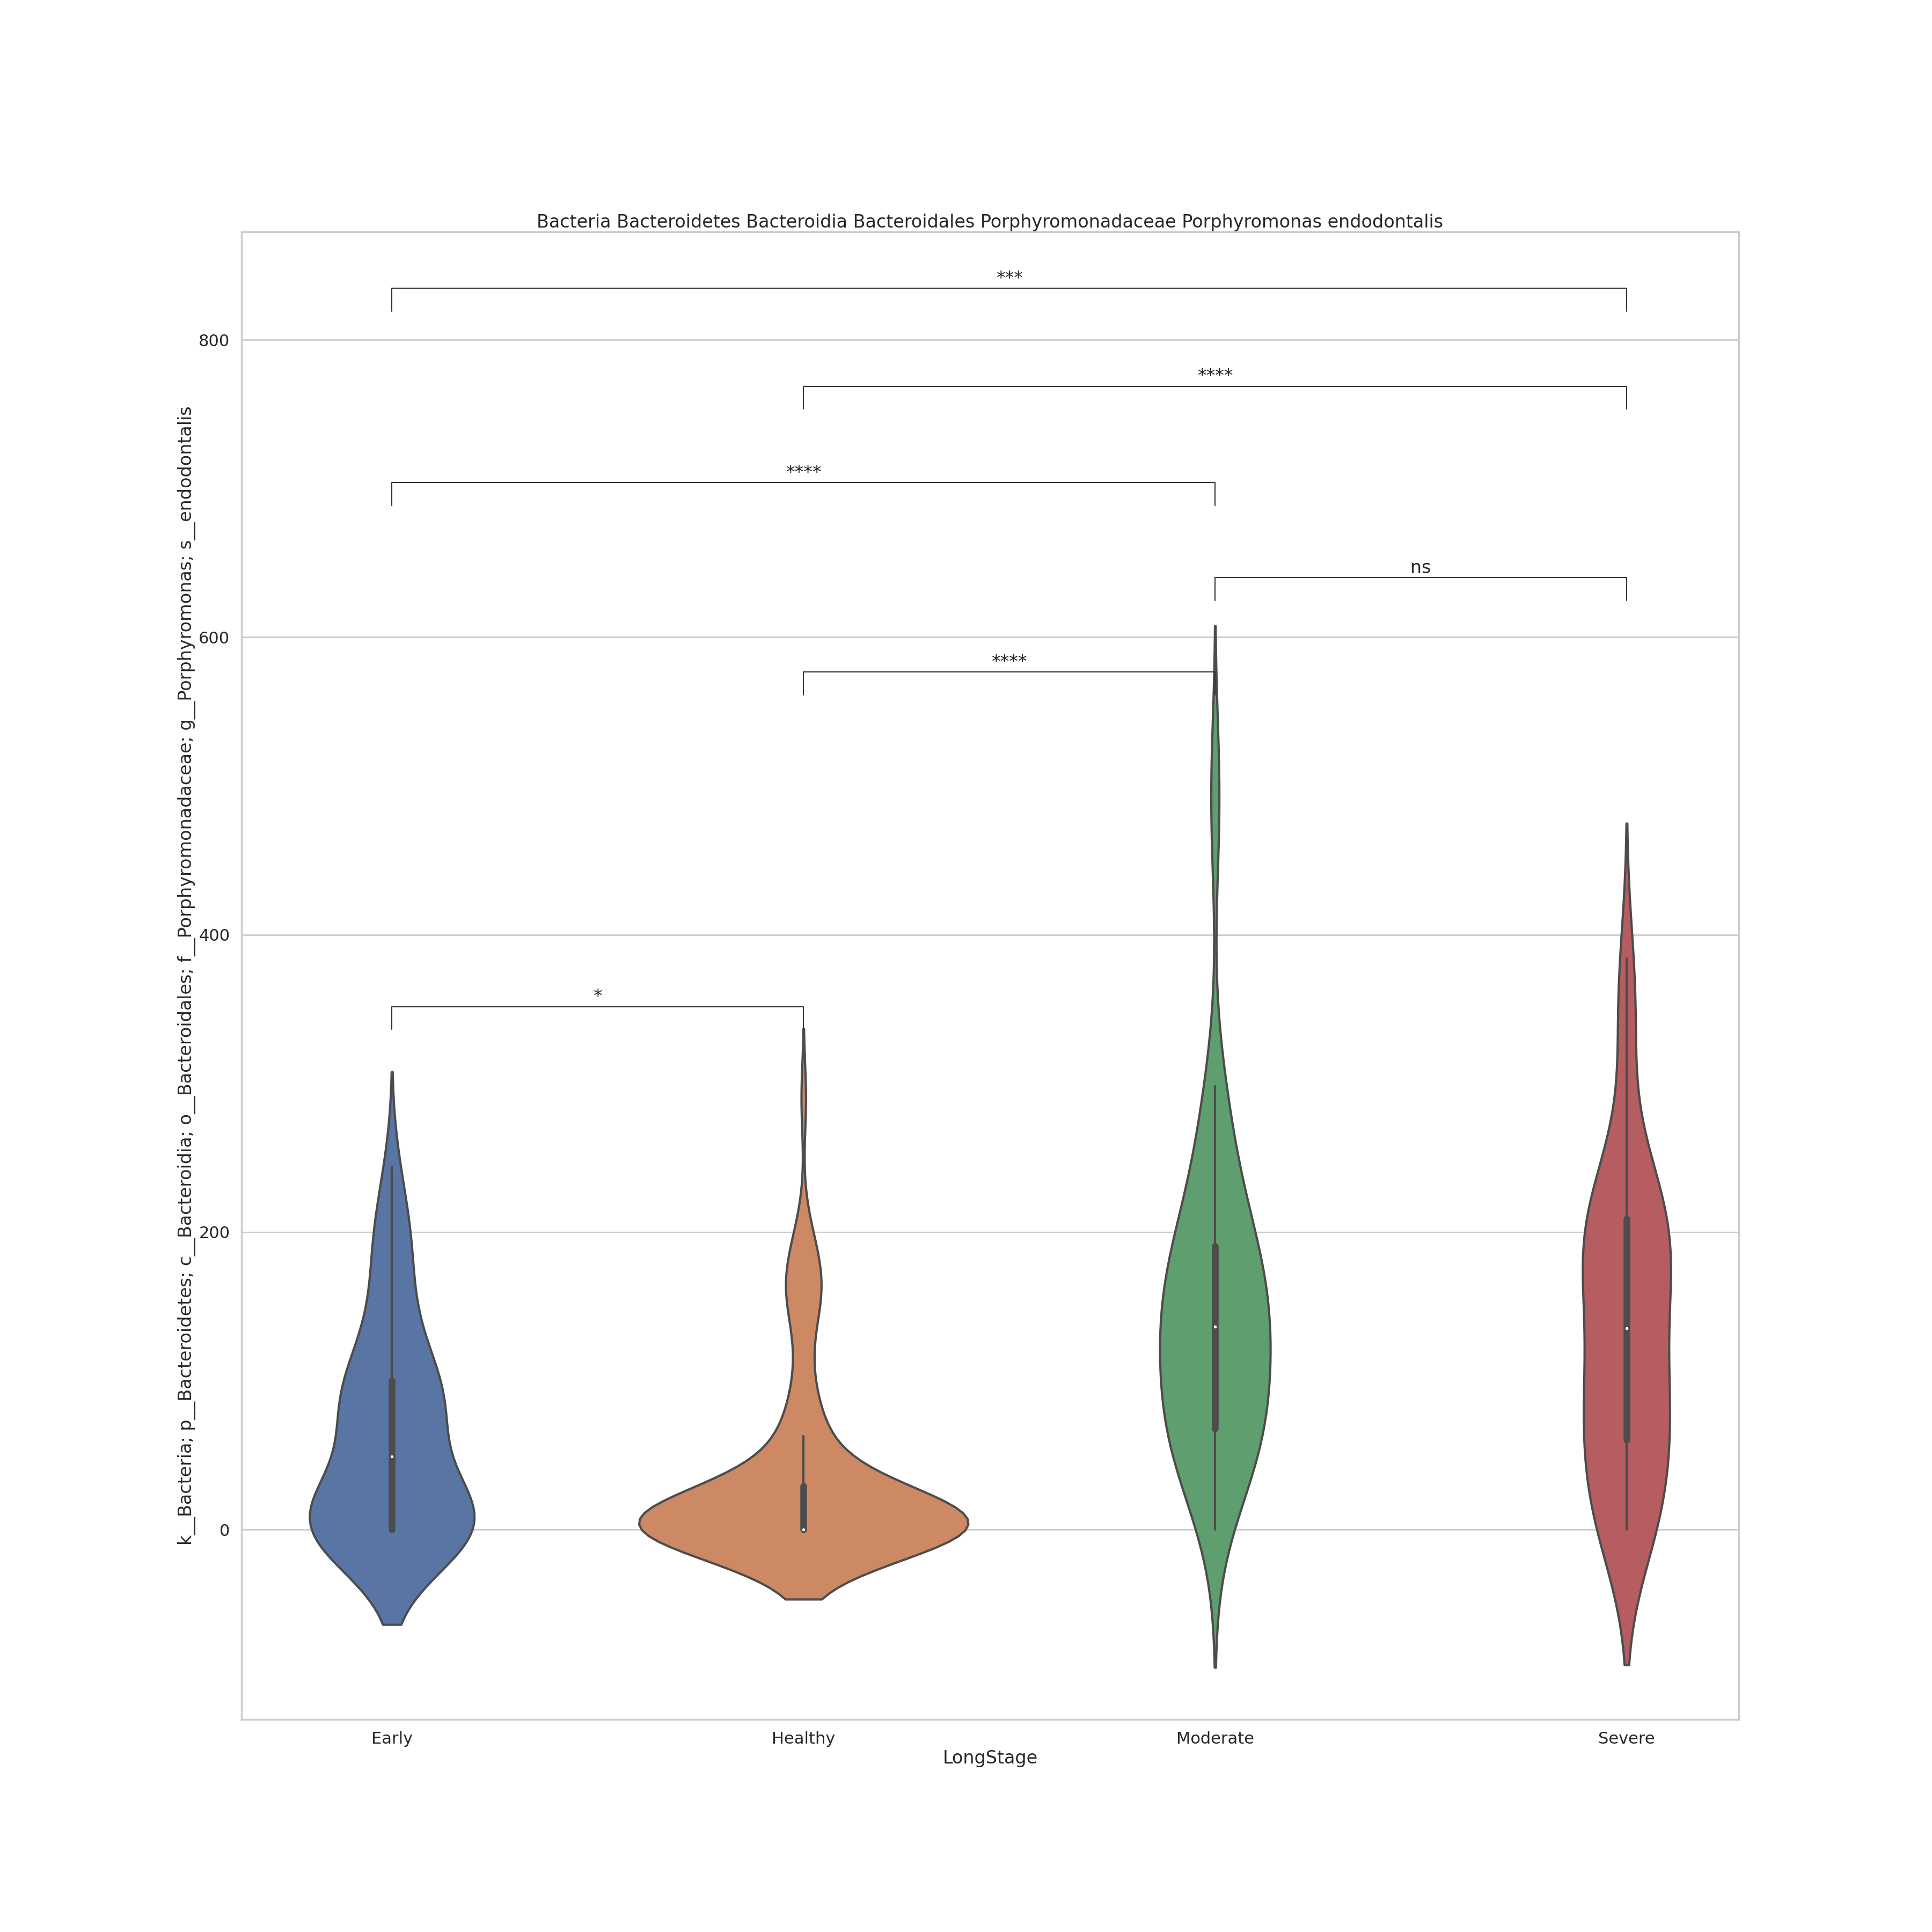 Bacteria Bacteroidetes Bacteroidia Bacteroidales Porphyromonadaceae Porphyromonas endodontalis
***
800
****
****
ns
600
****
400
*
200
0
k__Bacteria; p__Bacteroidetes; c__Bacteroidia; o__Bacteroidales; f__Porphyromonadaceae; g__Porphyromonas; s__endodontalis
Early Healthy Moderate Severe
LongStage